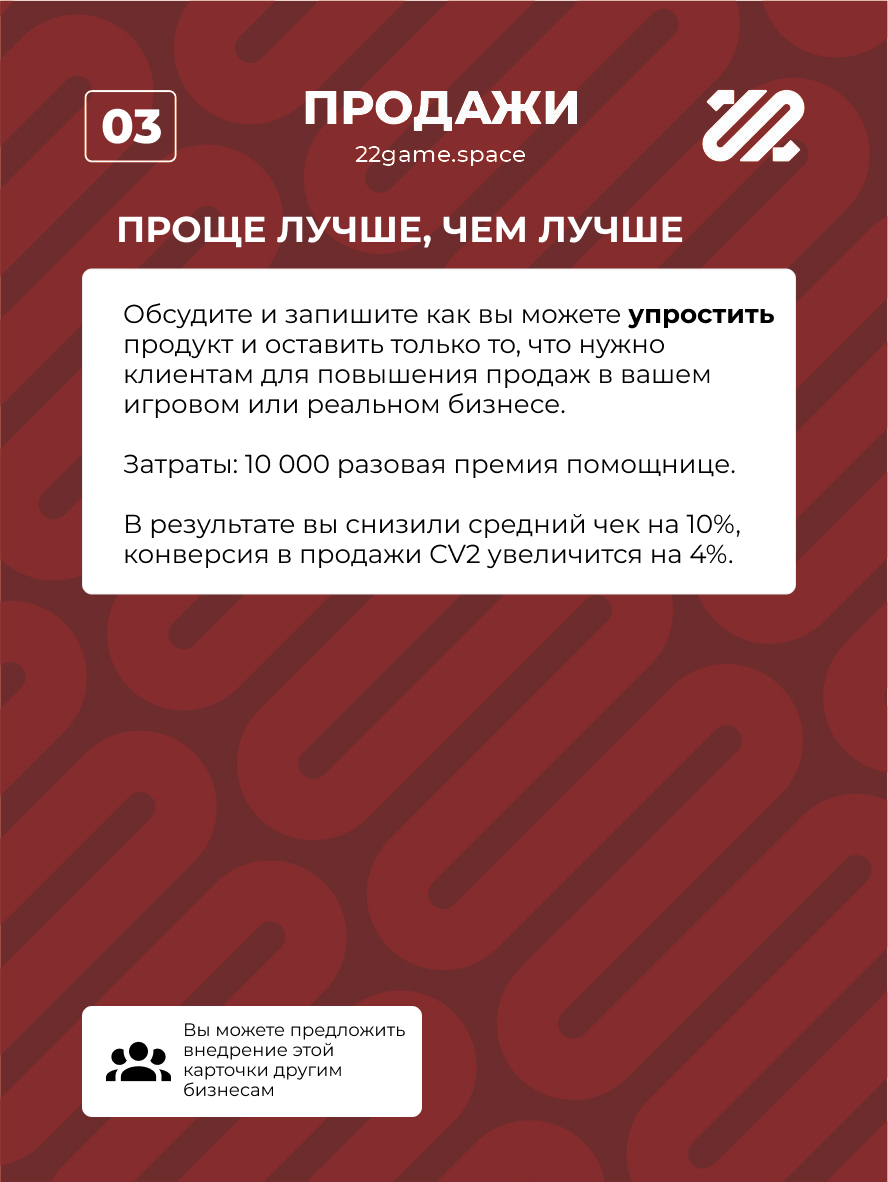 03
ПРОДАЖИ
22game.space
ПРОЩЕ ЛУЧШЕ, ЧЕМ ЛУЧШЕ
Обсудите и запишите как вы можете упростить
продукт и оставить только то, что нужно
клиентам для повышения продаж в вашем
игровом или реальном бизнесе.
Затраты: 10 000 разовая премия помощнице.
В результате вы снизили средний чек на 10%,
конверсия в продажи CV2 увеличится на 4%.
Вы можете предложить
внедрение этой
карточки другим
бизнесам